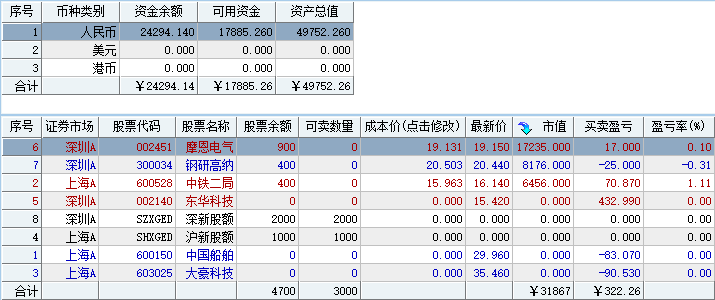 序号 币种类别 资金余额 可用资金 资产总值
1 人民币 24294.140 17885.260 49752.260
2 美元 0.000 0.000 0.000
3 港币 0.000 0.000 0.000
合计 ￥24294.14 ￥17885.26 ￥49752.26
序号 证券市场 股票代码 股票名称 股票余额 可卖数量 成本价(点击修改) 最新价 市值 买卖盈亏 盈亏率(%)
6 深圳A 002451 摩恩电气 900 0 19.131 19.150 17235.000 17.000 0.10
7 深圳A 300034 钢研高纳 400 0 20.503 20.440 8176.000 -25.000 -0.31
2 上海A 600528 中铁二局 400 0 15.963 16.140 6456.000 70.870 1.11
5 深圳A 002140 东华科技 0 0 0.000 15.420 0.000 432.990 0.00
8 深圳A SZXGED 深新股额 2000 2000 0.000 0.000 0.000 0.000 0.00
4 上海A SHXGED 沪新股额 1000 1000 0.000 0.000 0.000 0.000 0.00
1 上海A 600150 中国船舶 0 0 0.000 29.960 0.000 -83.070 0.00
3 上海A 603025 大豪科技 0 0 0.000 35.460 0.000 -90.530 0.00
合计 4700 3000 ￥31867 ￥322.26